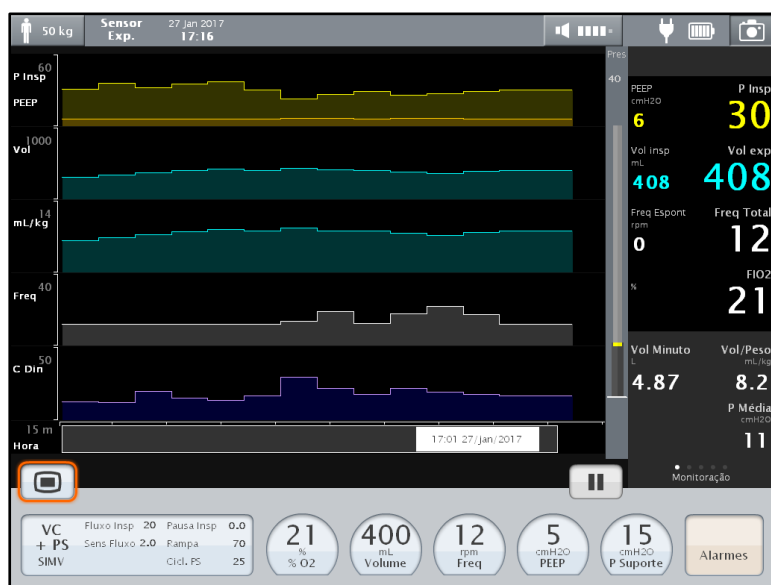 50 kg
Sensor Exp.
27 Jan 2017
17:16
P Insp
60
PEEP
Vol
1000
mL/kg
14
Freq
40
C Din
50
15 m
Hora
17:01 27/Jan/2017
Pres
40
PEEP
cmH2O
6
P Insp
30
Vol insp
mL
408
Vol exp
408
Freq Espont
rpm
0
Freq Total
12
%
FIO2
21
Vol Minuto
L
4.87
Vol/Peso
mL/kg
8.2
P Média
cmH2O
11
Monitoração
VC
+ PS
SIMV
Fluxo Insp 20 Pausa Insp 0.0
Sens Fluxo 2.0 Rampa 70
Cicl. PS 25
21
%
% O2
400
mL
Volume
12
rpm
Freq
5
cmH2O
PEEP
15
cmH2O
P Suporte
Alarmes